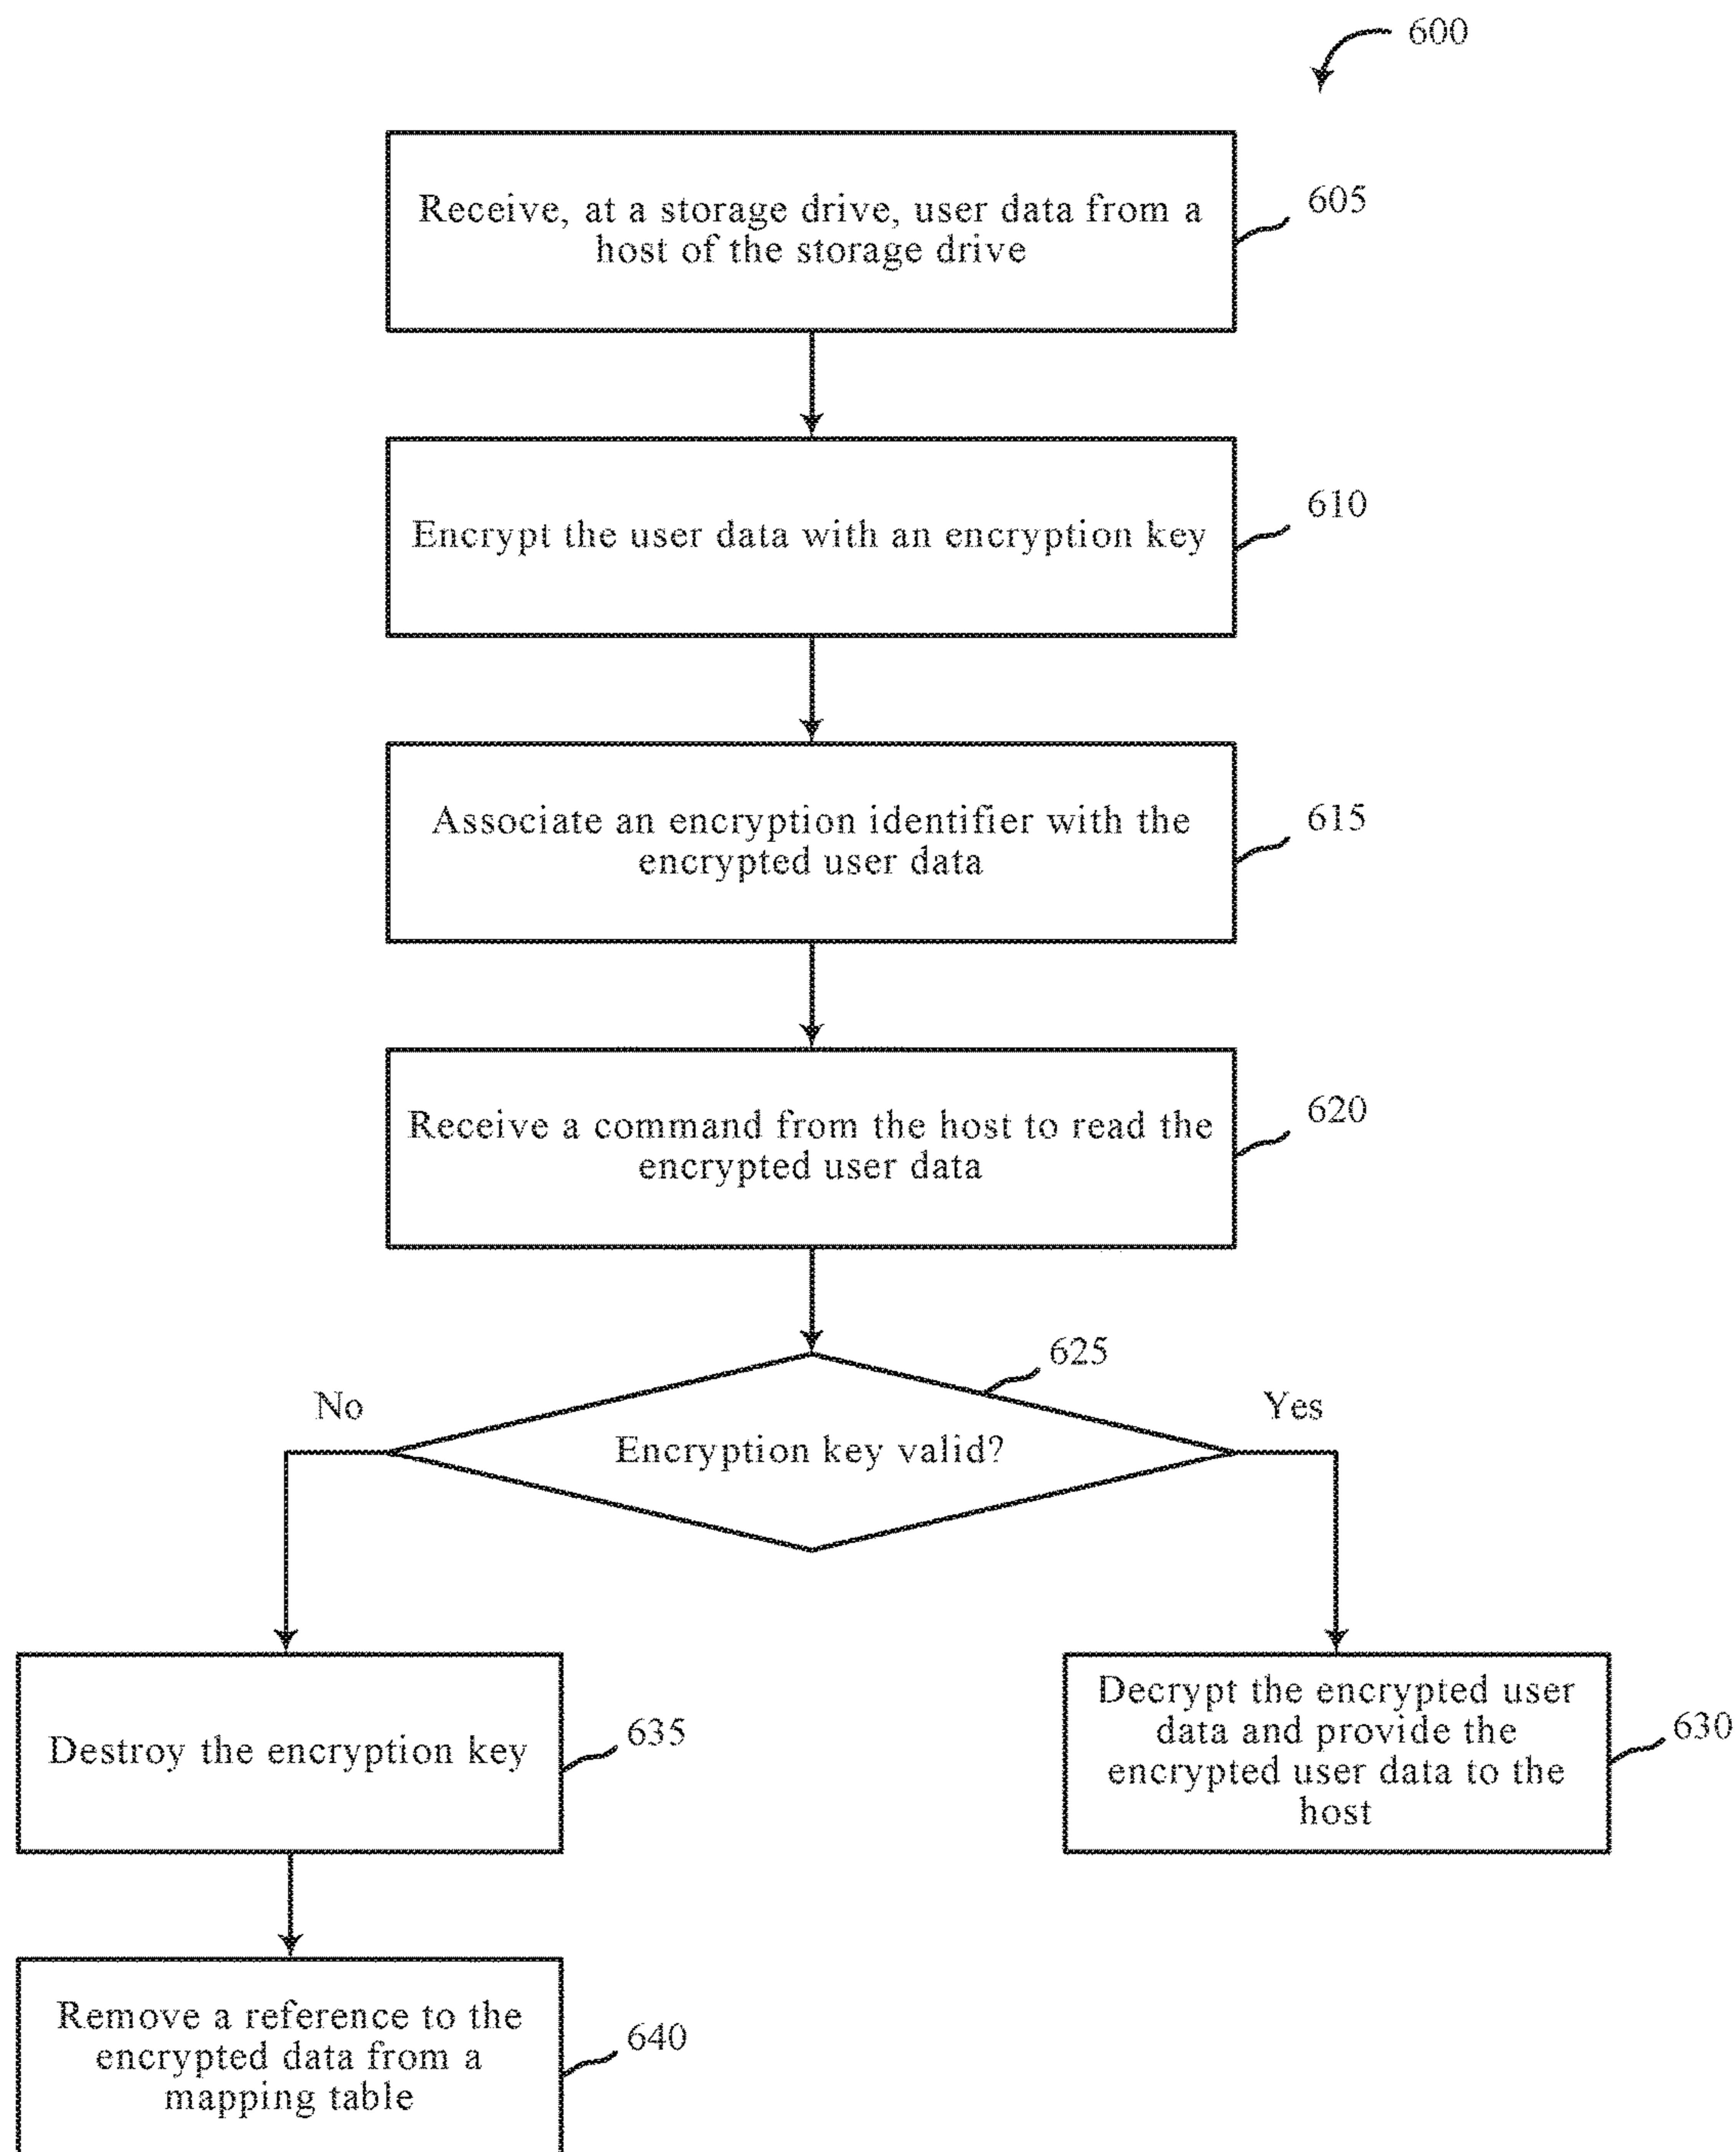 600
Receive, at a storage drive, user data from a
host of the storage drive
605
Encrypt the user data with an encryption key
610
Associate an encryption identifier with the
encrypted user data
615
Receive a command from the host to read the
encrypted user data
620
625
No
Yes
Encryption key valid?
Destroy the encryption key
635
Decrypt the encrypted user
data and provide the
encrypted user data to the
host
630
Remove a reference to the
encrypted data from a
mapping table
640